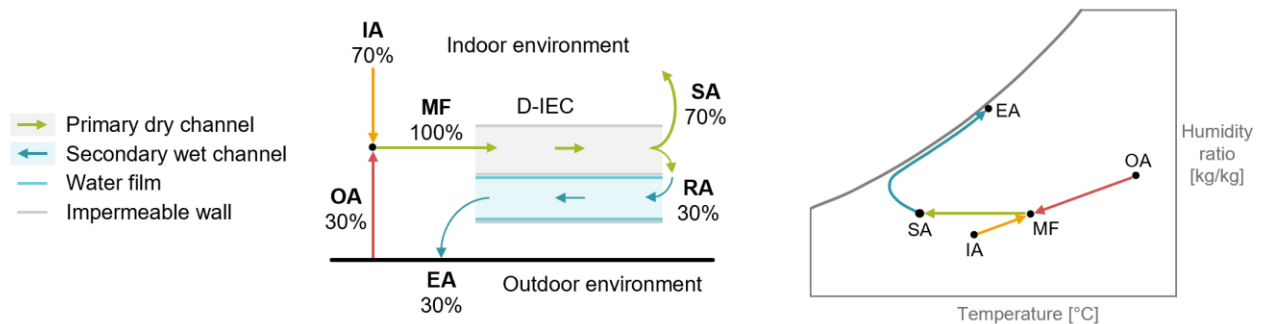 Primary dry channel
Secondary wet channel
Water film
Impermeable wall
IA
70%
Indoor environment
MF
100%
D-IEC
SA
70%
OA
30%
RA
30%
EA
30%
Outdoor environment
EA
OA
SA
MF
IA
Humidity
ratio
[kg/kg]
Temperature [°C]